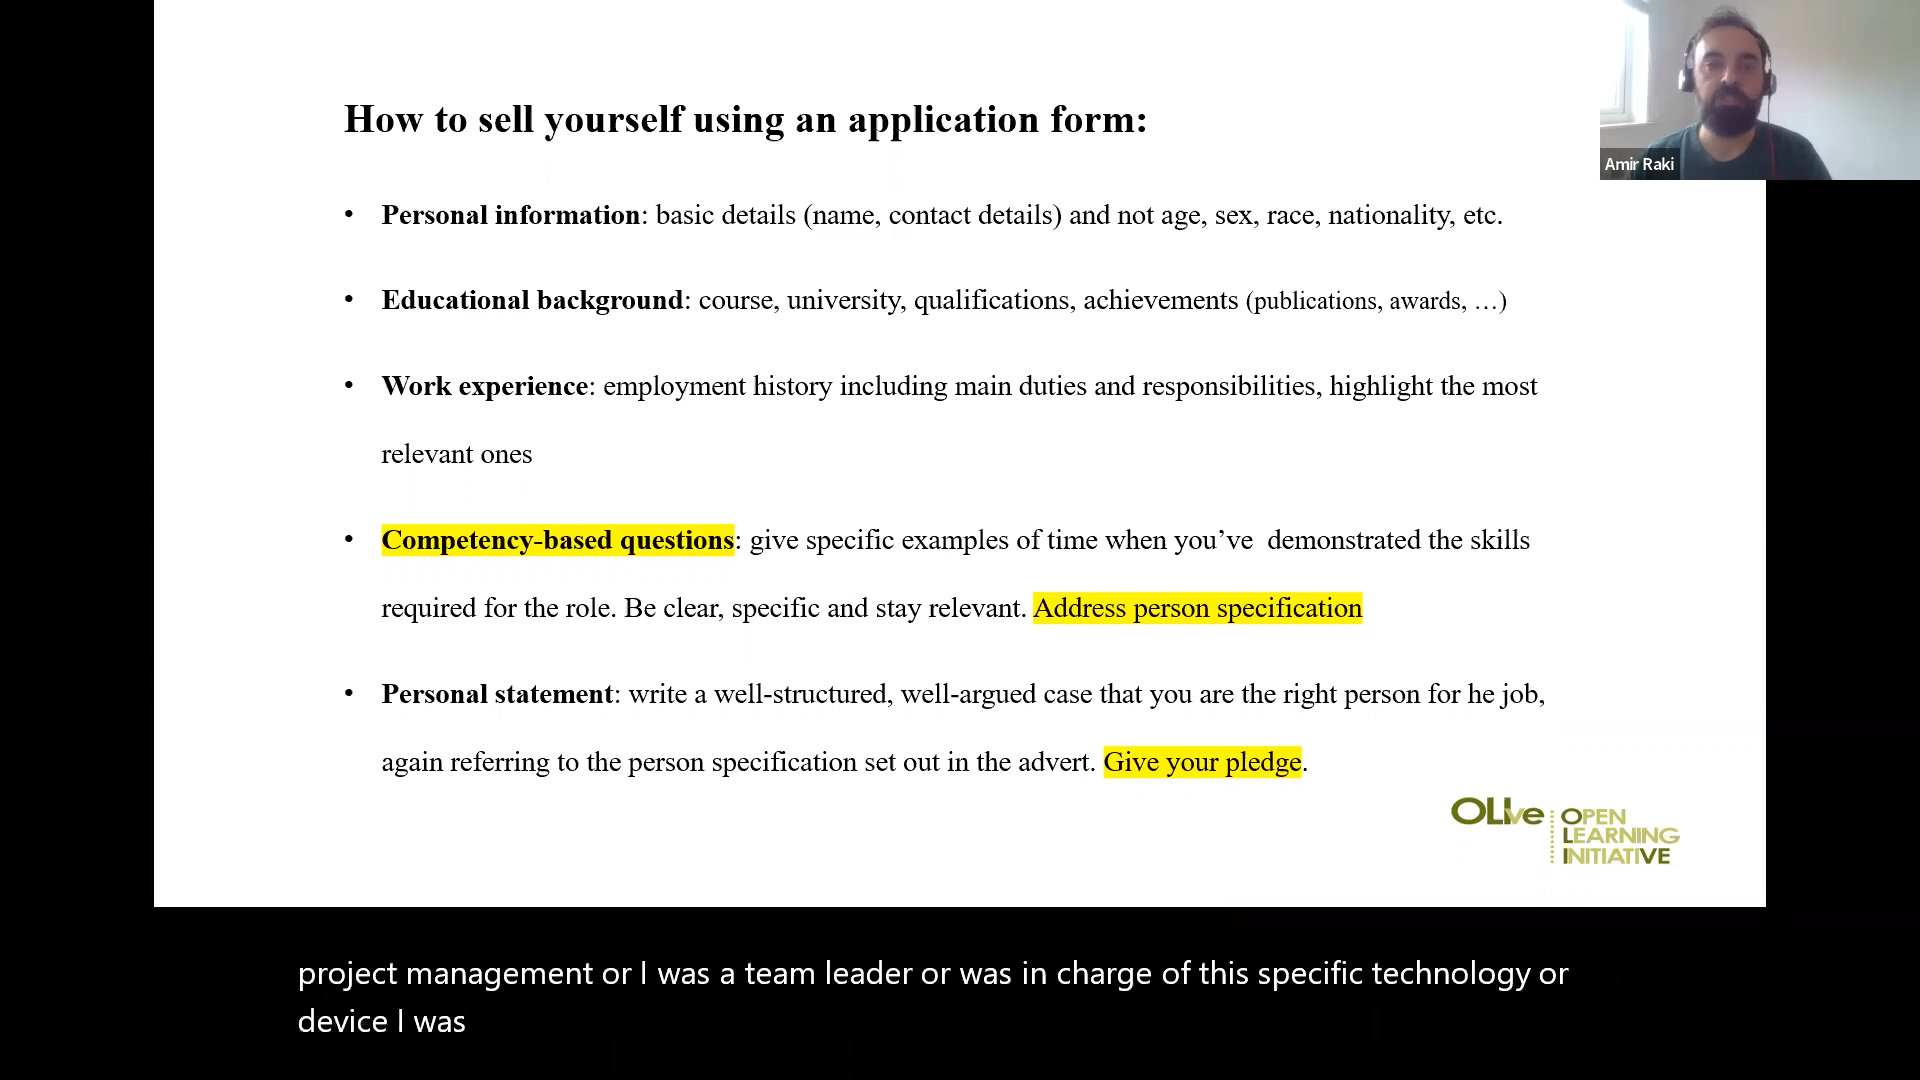 How to sell yourself using an application form:
Amir Raki
• Personal information: basic details (name, contact details) and not age, sex, race, nationality, etc.
• Educational background: course, university, qualifications, achievements (publications, awards, …)
• Work experience: employment history including main duties and responsibilities, highlight the most
relevant ones
• Competency-based questions: give specific examples of time when you’ve  demonstrated the skills
required for the role. Be clear, specific and stay relevant. Address person specification
• Personal statement: write a well-structured, well-argued case that you are the right person for he job,
again referring to the person specification set out in the advert. Give your pledge.
OLIve
OPEN
LEARNING
INITIATIVE
project management or I was a team leader or was in charge of this specific technology or
device I was